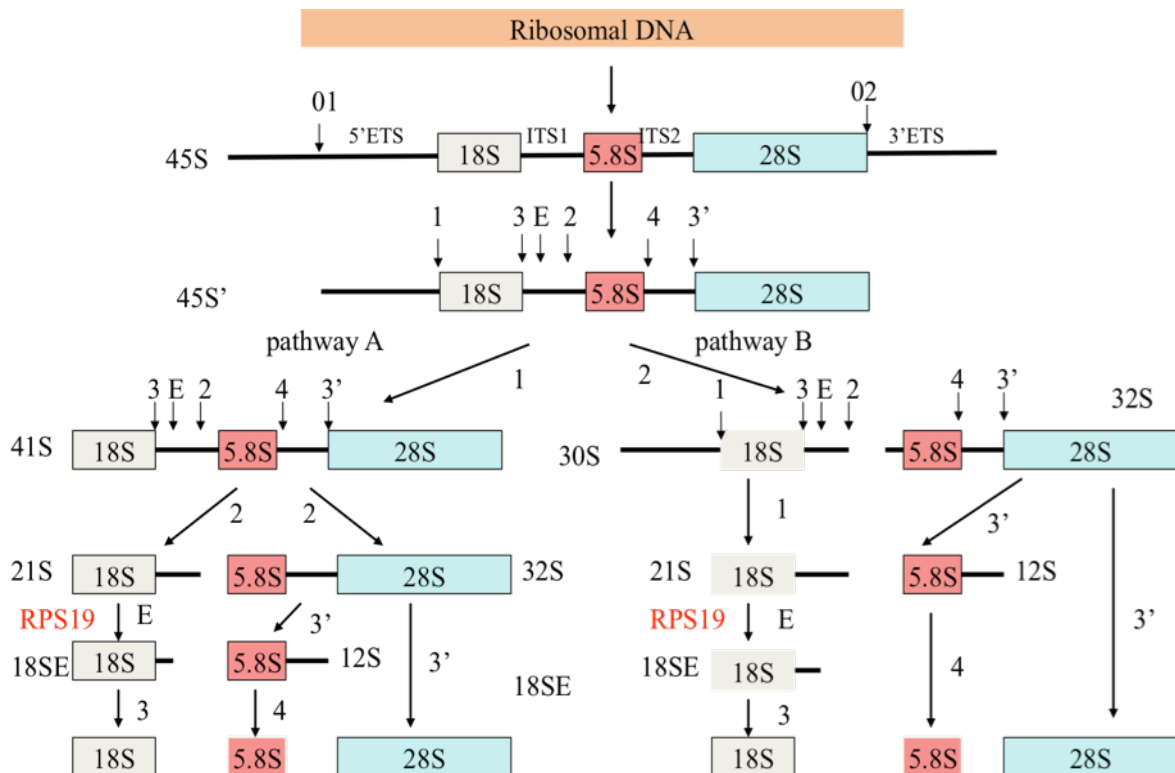 Ribosomal DNA
01
02
5’ETS
ITS1
ITS2
3’ETS
45S
18S
5.8S
28S
1
3 E 2
4
3’
45S’
18S
5.8S
28S
pathway A
pathway B
1
2
3 E 2
4
3’
1
3 E 2
4
3’
32S
41S
18S
5.8S
28S
30S
18S
5.8S
28S
2
2
1
3’
21S
18S
5.8S
28S
32S
21S
18S
5.8S
12S
RPS19
E
3’
RPS19
E
3’
18SE
18S
5.8S
12S
3’
18SE
18SE
18S
4
3
4
3
18S
5.8S
28S
18S
5.8S
28S